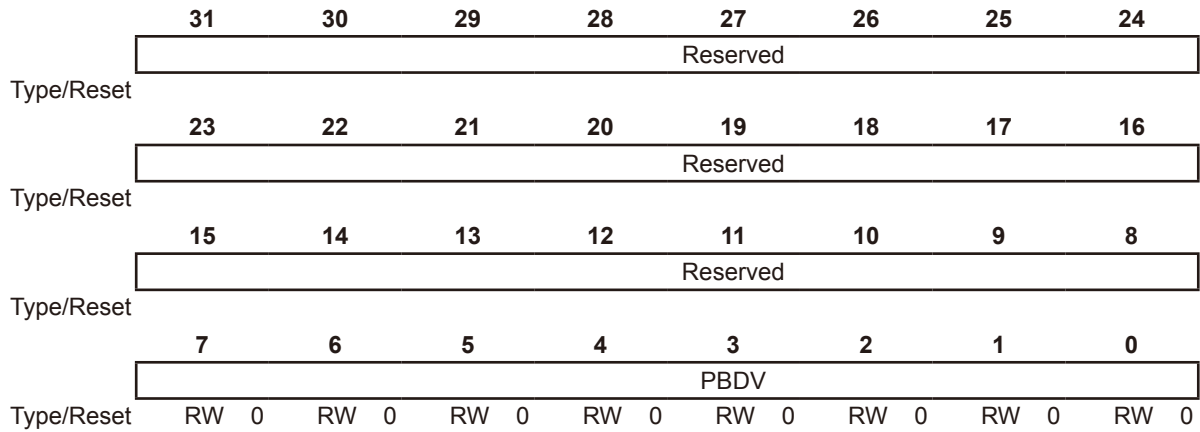 31 30 29 28 27 26 25 24
Reserved
Type/Reset
23 22 21 20 19 18 17 16
Reserved
Type/Reset
15 14 13 12 11 10 9 8
Reserved
Type/Reset
7 6 5 4 3 2 1 0
PBDV
Type/Reset RW 0 RW 0 RW 0 RW 0 RW 0 RW 0 RW 0 RW 0